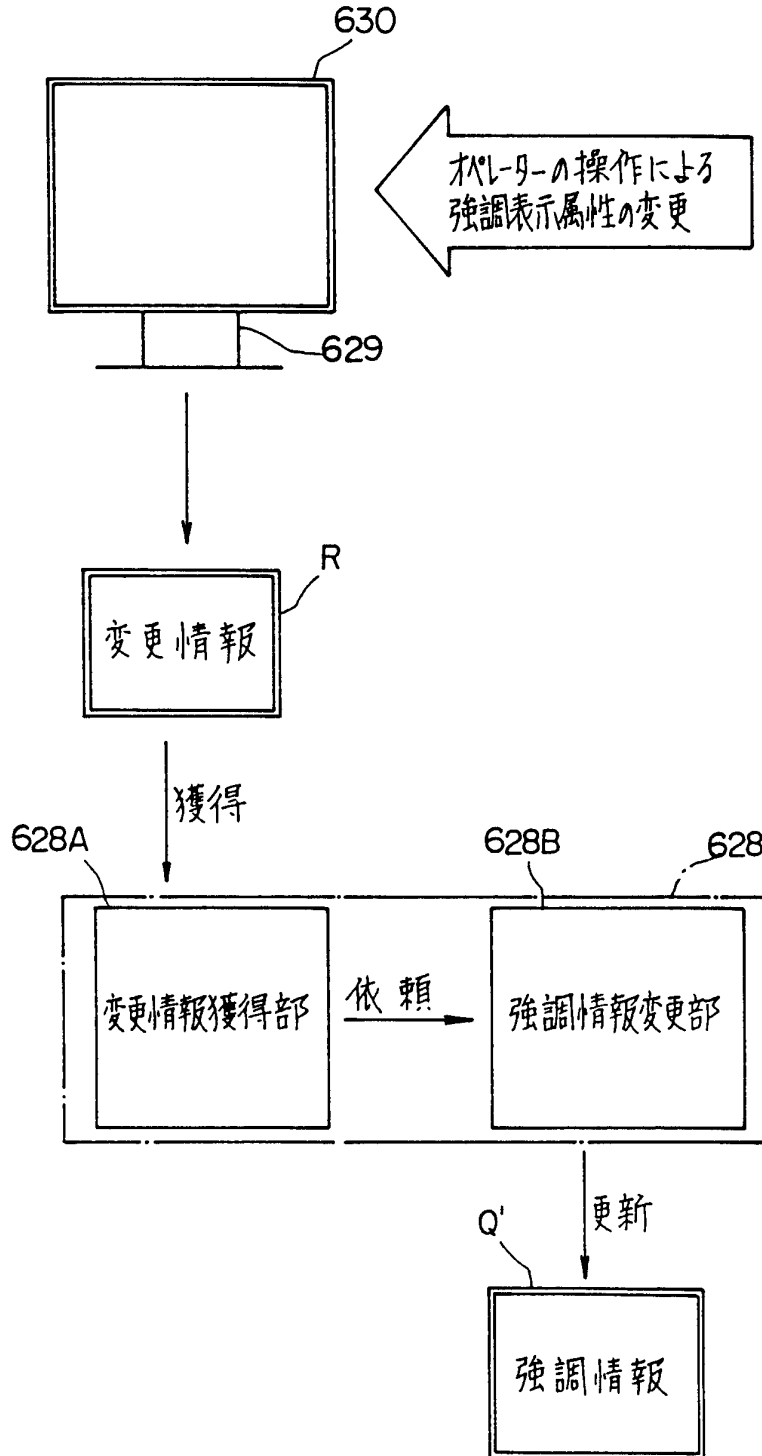 630
オペレーターの操作による
強調表示属性の変更
629
R
変更情報
獲得
628A
628B
628
変更情報獲得部
依頼
強調情報変更部
更新
Q'
強調情報